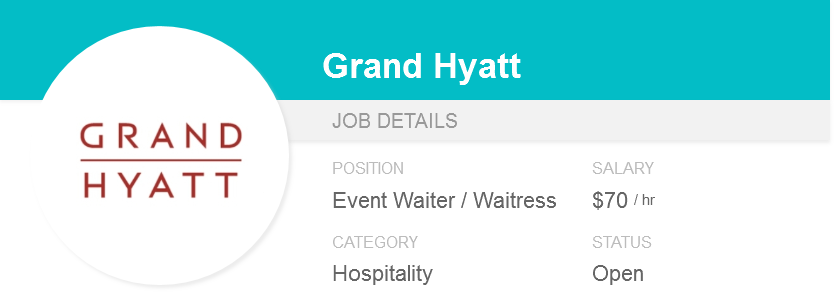 Grand Hyatt
GRAND
HYATT
JOB DETAILS
POSITION
Event Waiter / Waitress
SALARY
$70 / hr
CATEGORY
Hospitality
STATUS
Open